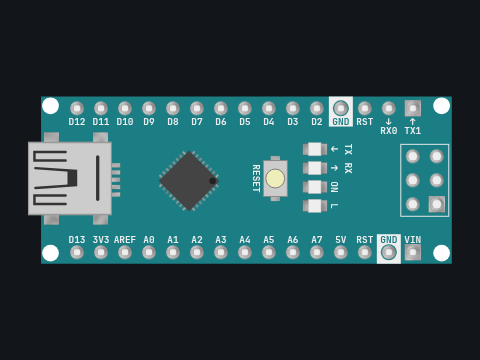 D12 D11 D10 D9 D8 D7 D6 D5 D4 D3 D2 GND RST ↓ RX0 ↑ TX1
RESET
↑ TX
↓ RX
ON
L
D13 3V3 AREF A0 A1 A2 A3 A4 A5 A6 A7 5V RST GND VIN